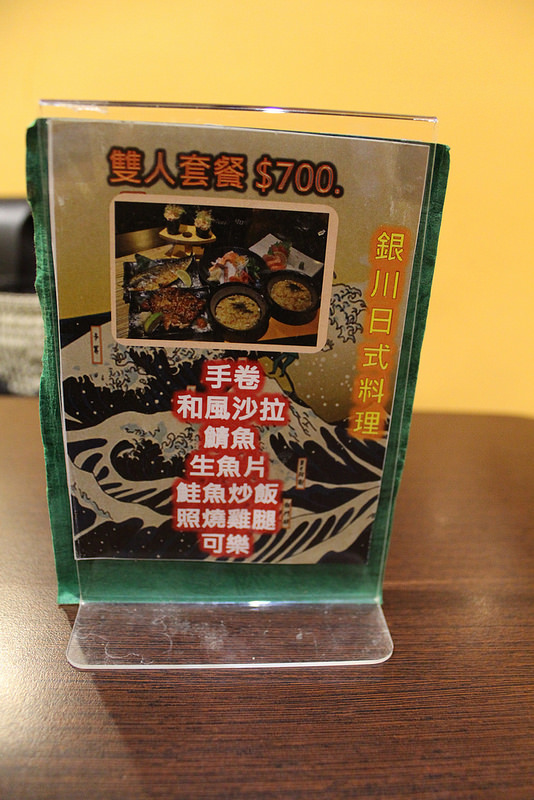 雙人套餐 $700.
銀川日式料理
手卷
和風沙拉
鯖魚
生魚片
鮭魚炒飯
照燒雞腿
可樂